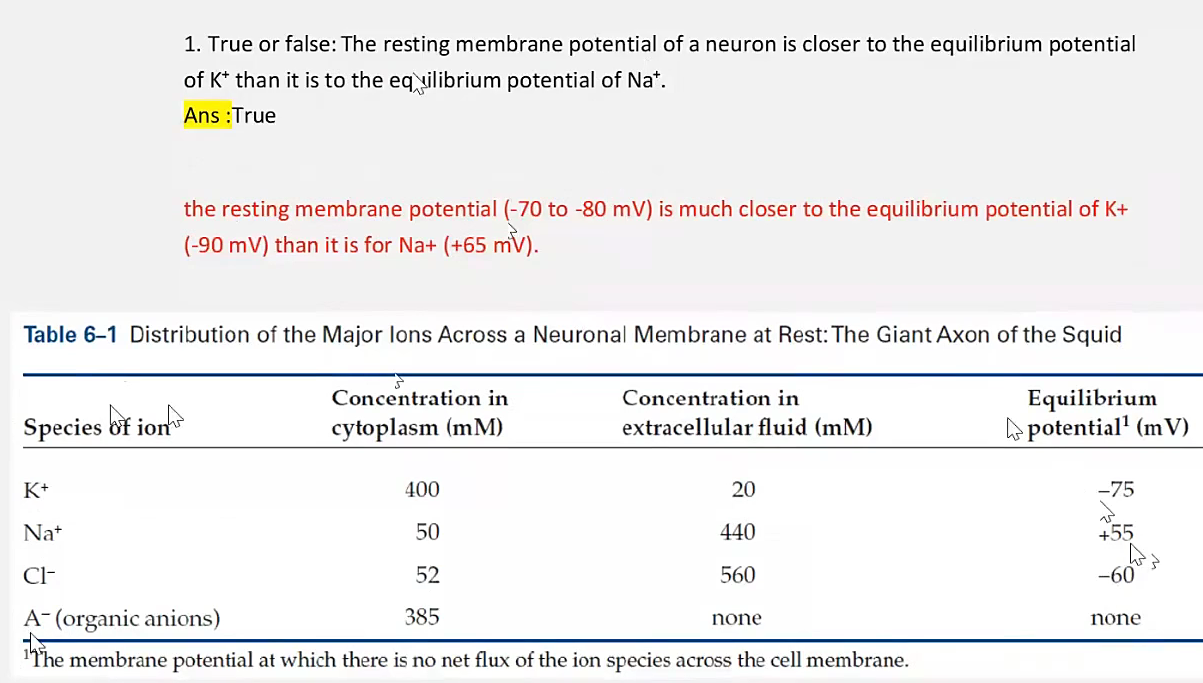 1. True or false: The resting membrane potential of a neuron is closer to the equilibrium potential
of K⁺ than it is to the equilibrium potential of Na⁺.
Ans :True
the resting membrane potential (-70 to -80 mV) is much closer to the equilibrium potential of K+
(-90 mV) than it is for Na+ (+65 mV).
Table 6–1 Distribution of the Major Ions Across a Neuronal Membrane at Rest: The Giant Axon of the Squid
Species of ion Concentration in cytoplasm (mM) Concentration in extracellular fluid (mM) Equilibrium potential¹ (mV)
K⁺ 400 20 –75
Na⁺ 50 440 +55
Cl⁻ 52 560 –60
A⁻ (organic anions) 385 none none
¹The membrane potential at which there is no net flux of the ion species across the cell membrane.